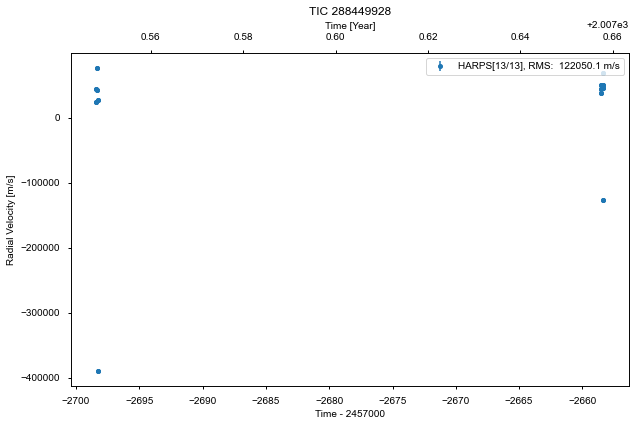 TIC 288449928
Time [Year]
+2.007e3
0.56 0.58 0.60 0.62 0.64 0.66
HARPS[13/13], RMS: 122050.1 m/s
Radial Velocity [m/s]
0
−100000
−200000
−300000
−400000
−2700 −2695 −2690 −2685 −2680 −2675 −2670 −2665 −2660
Time - 2457000